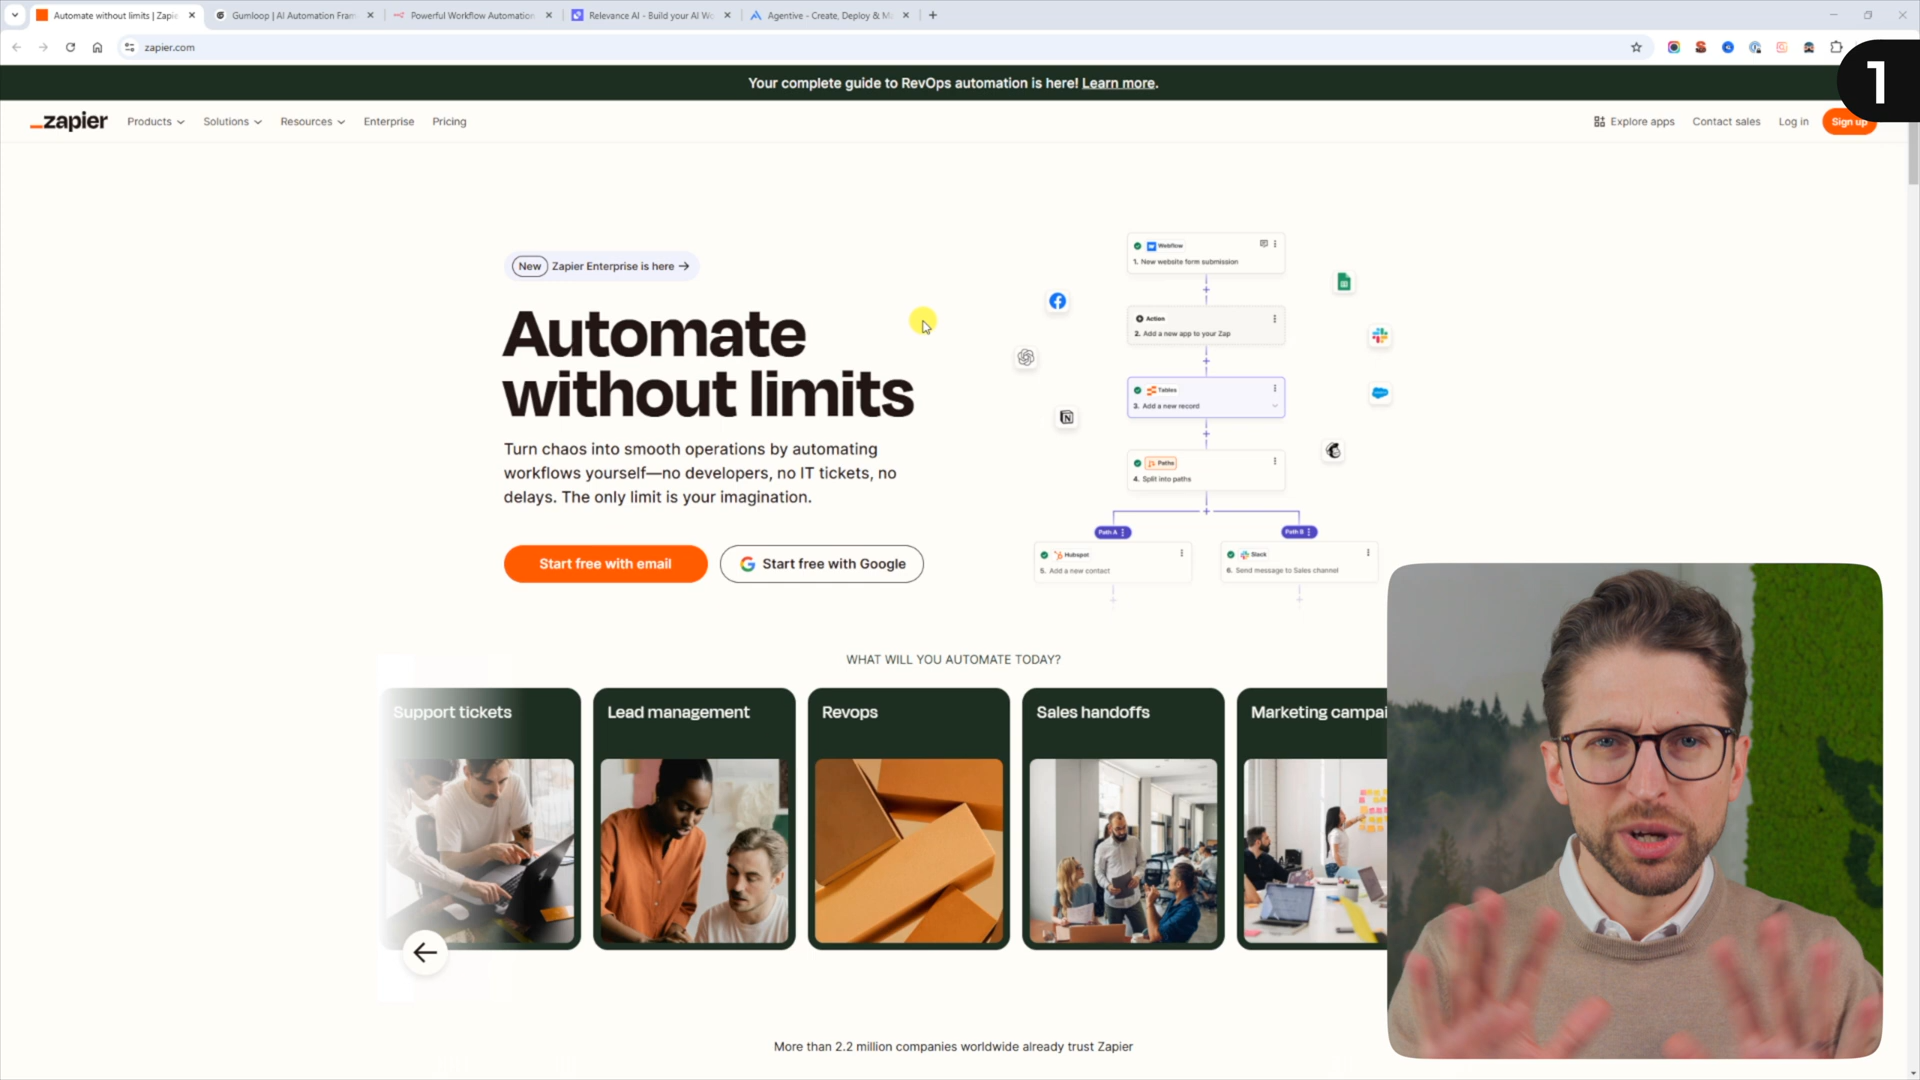 Automate without limits | Zapie
Gumloop | AI Automation Fram
Powerful Workflow Automation
Relevance AI - Build your AI Wo
Agentive - Create, Deploy & Ma
zapier.com
1
Your complete guide to RevOps automation is here! Learn more.
_zapier
Products
Solutions
Resources
Enterprise
Pricing
Explore apps
Contact sales
Log in
Sign up
New Zapier Enterprise is here →
Automate
without limits
Turn chaos into smooth operations by automating
workflows yourself—no developers, no IT tickets, no
delays. The only limit is your imagination.
Start free with email
Start free with Google
Webflow
1. New website form submission
Action
2. Add a new app to your Zap
Tables
3. Add a new record
Paths
4. Split into paths
Path A
Path B
Hubspot
5. Add a new contact
Slack
6. Send message to Sales channel
WHAT WILL YOU AUTOMATE TODAY?
Support tickets
Lead management
Revops
Sales handoffs
Marketing campai
More than 2.2 million companies worldwide already trust Zapier